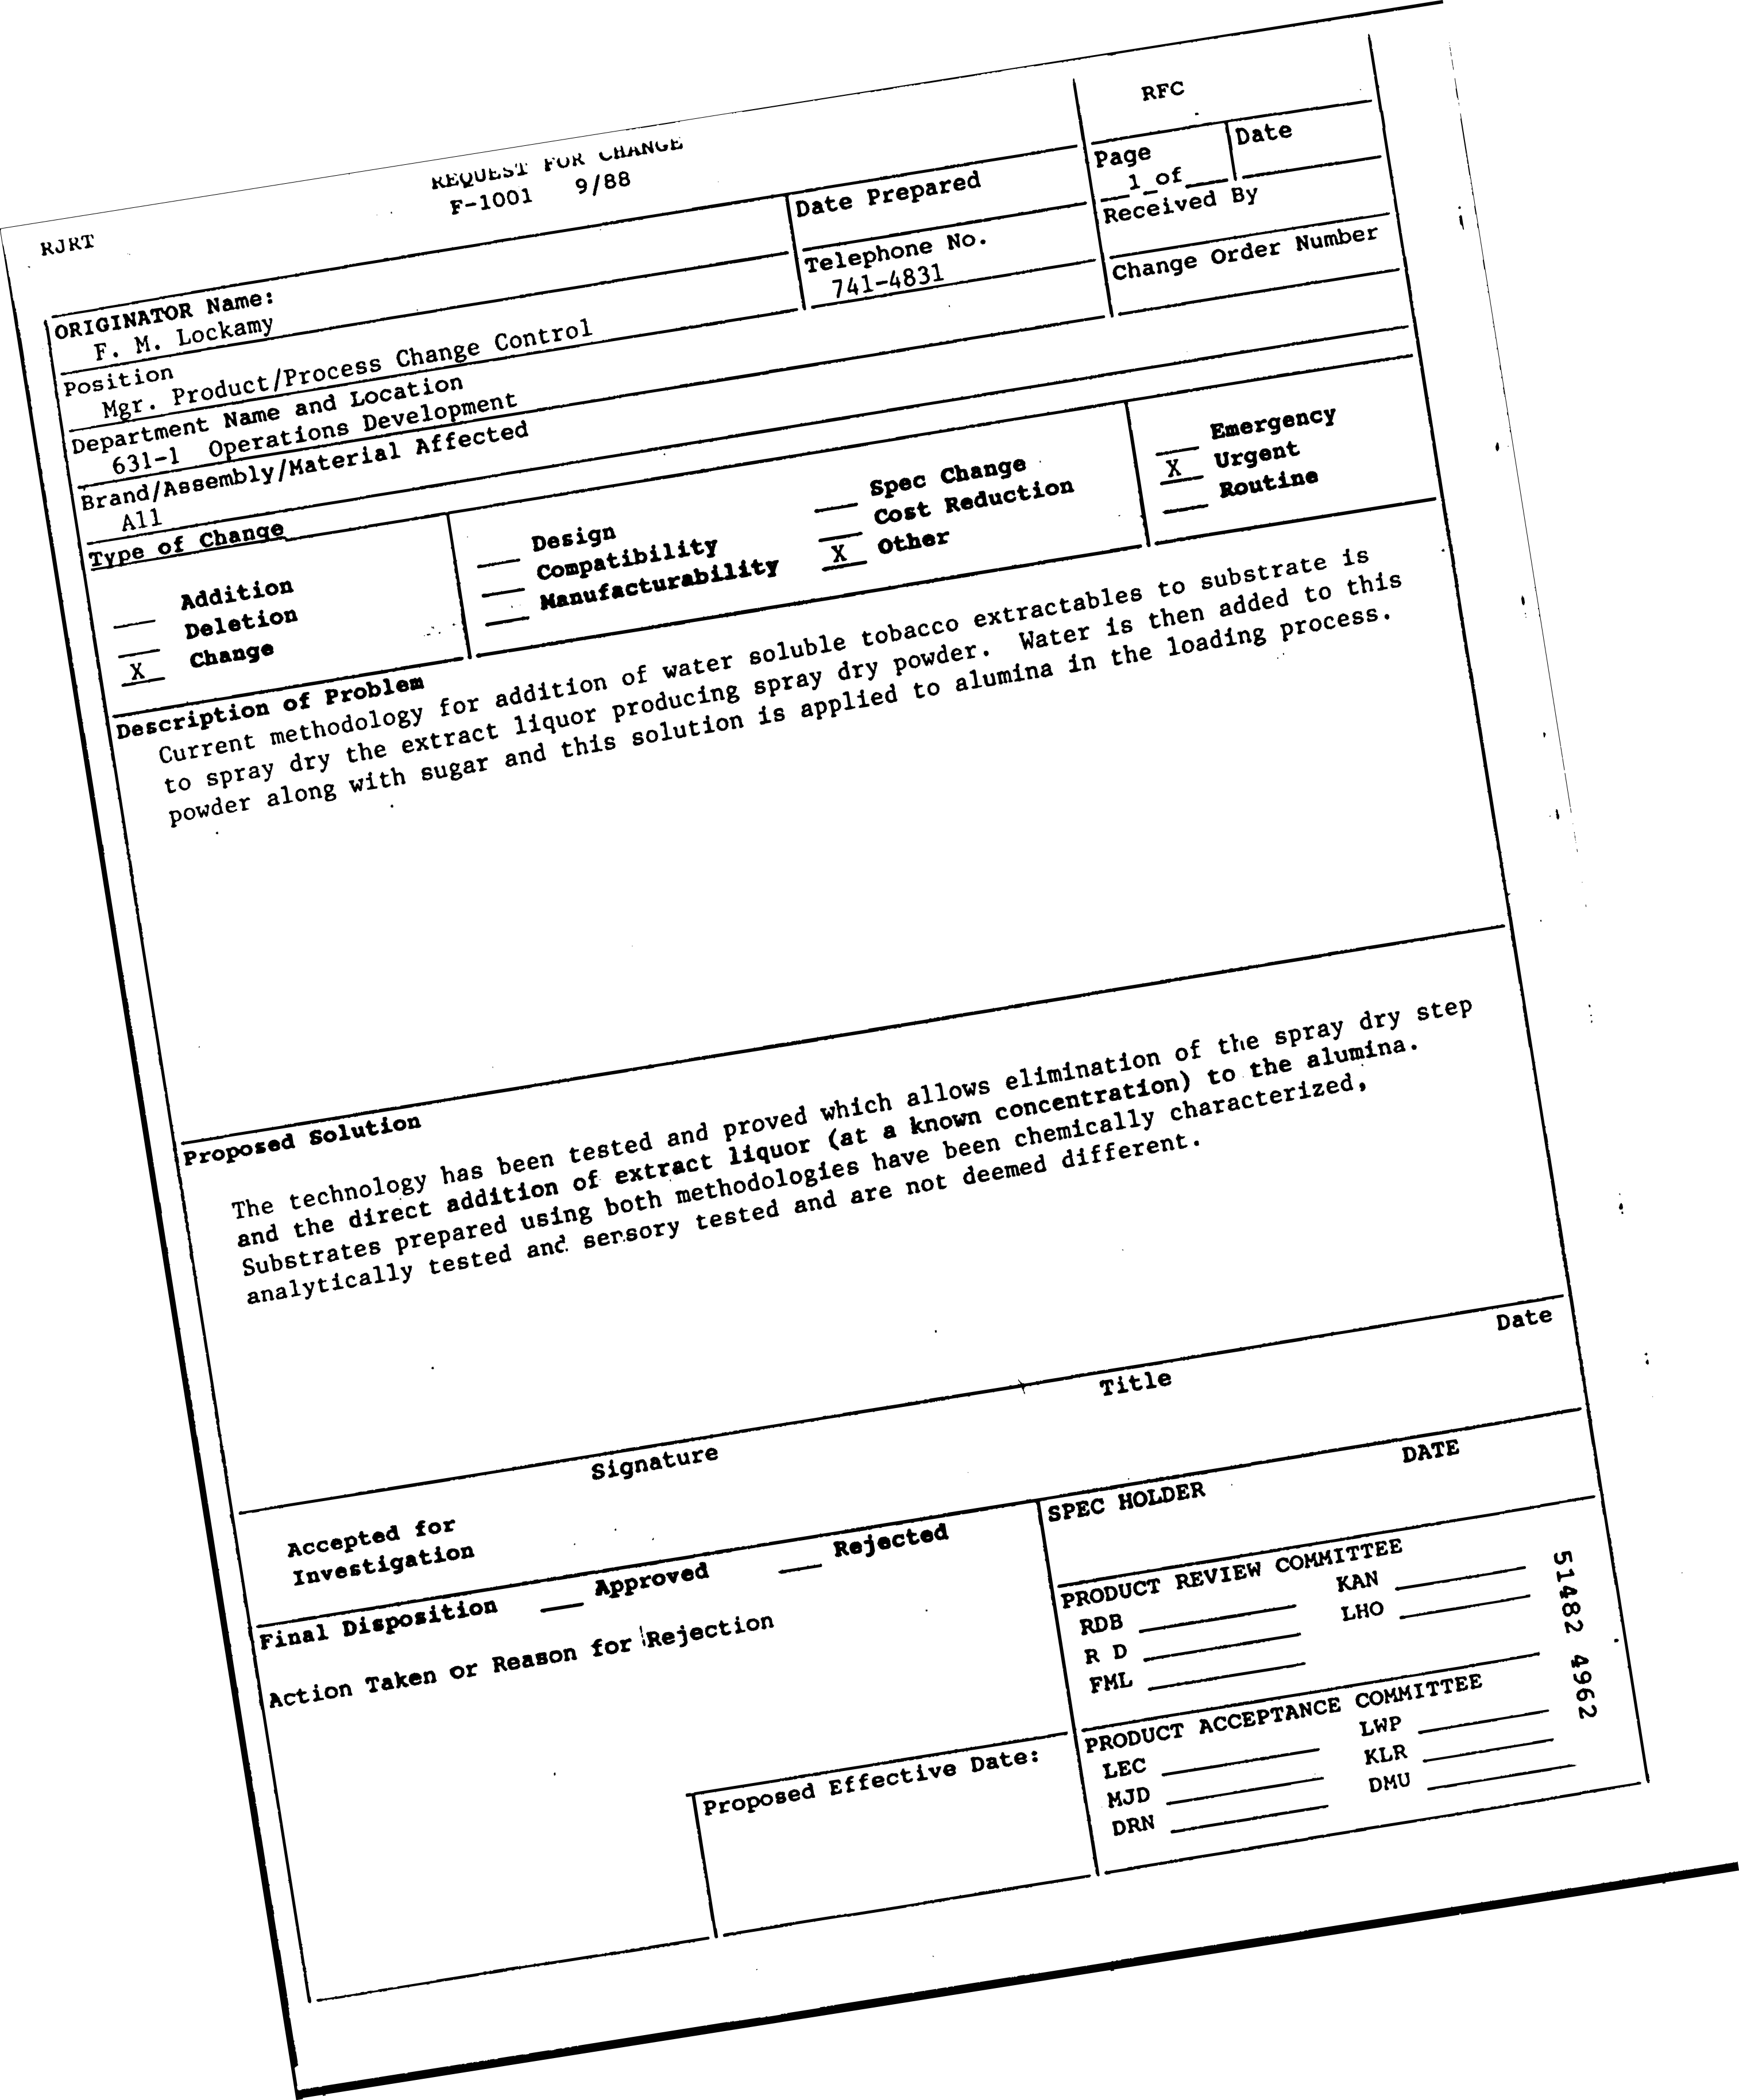 RJRT
REQUEST FOR CHANGE
F-1001 9/88
RFC
Page
1 of
Date
ORIGINATOR Name:
F. M. Lockamy
Date Prepared
Received By
Position
Mgr. Product/Process Change Control
Telephone No.
741-4831
Change Order Number
Department Name and Location
631-1 Operations Development
Brand/Assembly/Material Affected
All
Type of Change
Addition
Deletion
X Change
Design
Compatibility
Manufacturability
Spec Change
Cost Reduction
X Other
Emergency
X Urgent
Routine
Description of Problem
Current methodology for addition of water soluble tobacco extractables to substrate is
to spray dry the extract liquor producing spray dry powder. Water is then added to this
powder along with sugar and this solution is applied to alumina in the loading process.
Proposed Solution
The technology has been tested and proved which allows elimination of the spray dry step
and the direct addition of extract liquor (at a known concentration) to the alumina.
Substrates prepared using both methodologies have been chemically characterized,
analytically tested and sensory tested and are not deemed different.
Signature Title Date
Accepted for
Investigation
SPEC HOLDER DATE
Final Disposition Approved Rejected
Action Taken or Reason for Rejection
PRODUCT REVIEW COMMITTEE
RDB KAN
R D LHO
FML
PRODUCT ACCEPTANCE COMMITTEE
LEC LWP
MJD KLR
DRN DMU
Proposed Effective Date:
51482 4962